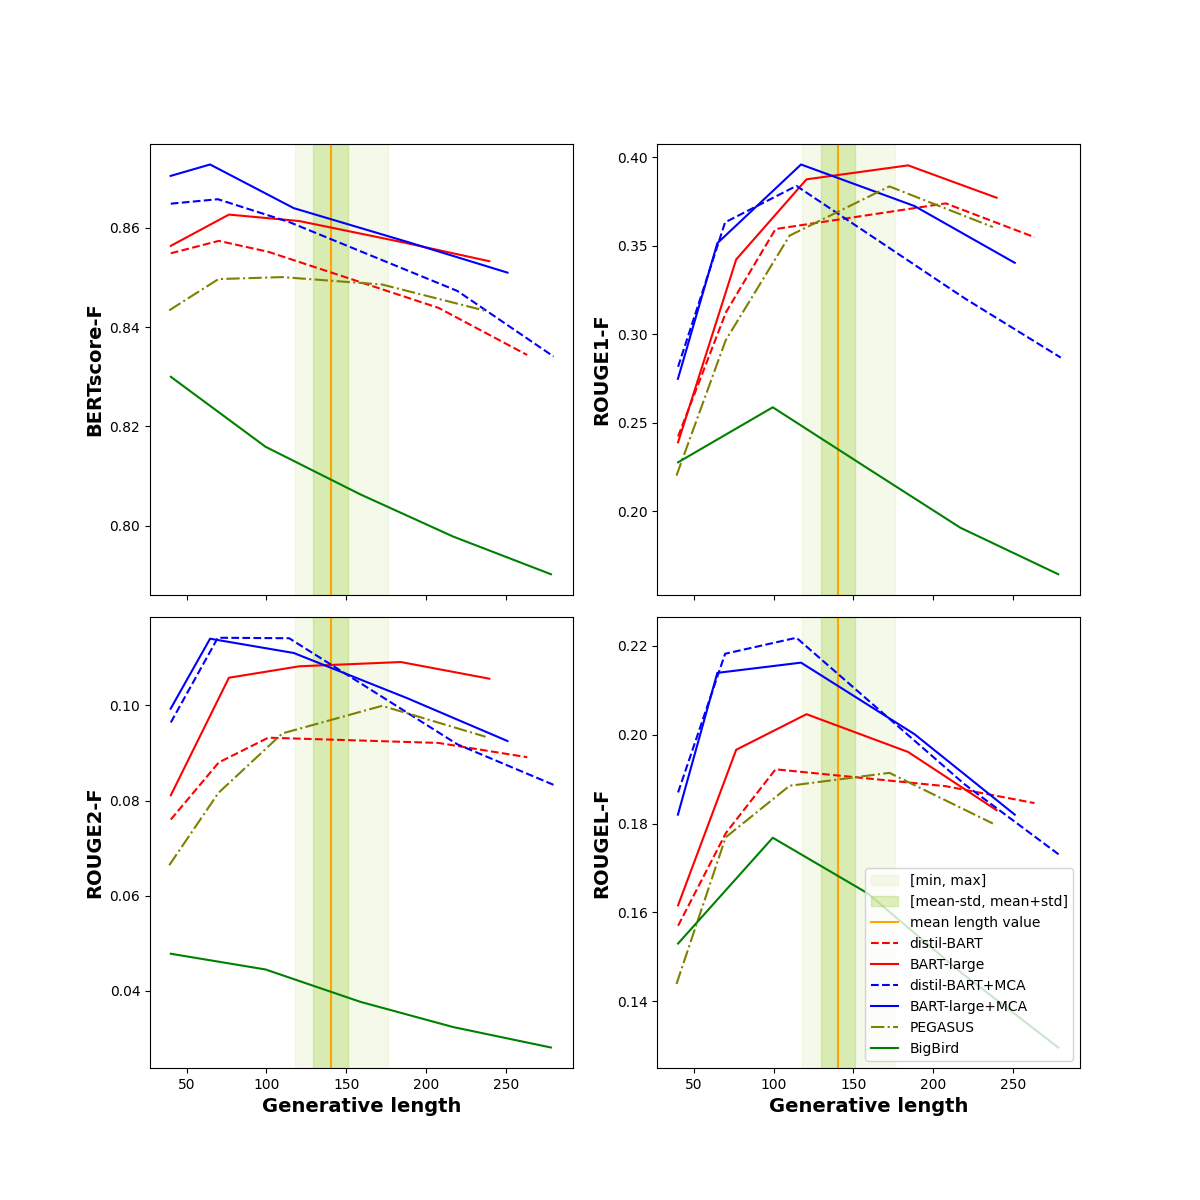 BERTscore-F
0.86
0.84
0.82
0.80
ROUGE1-F
0.40
0.35
0.30
0.25
0.20
ROUGE2-F
0.10
0.08
0.06
0.04
50 100 150 200 250
Generative length
ROUGEL-F
0.22
0.20
0.18
0.16
0.14
50 100 150 200 250
Generative length
[min, max]
[mean-std, mean+std]
mean length value
distil-BART
BART-large
distil-BART+MCA
BART-large+MCA
PEGASUS
BigBird